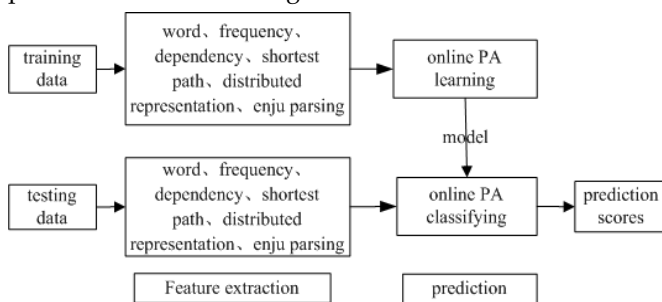 training
data
word、frequency、
dependency、shortest
path、distributed
representation、enju parsing
online PA
learning
model
testing
data
word、frequency、
dependency、shortest
path、distributed
representation、enju parsing
online PA
classifying
prediction
scores
Feature extraction
prediction